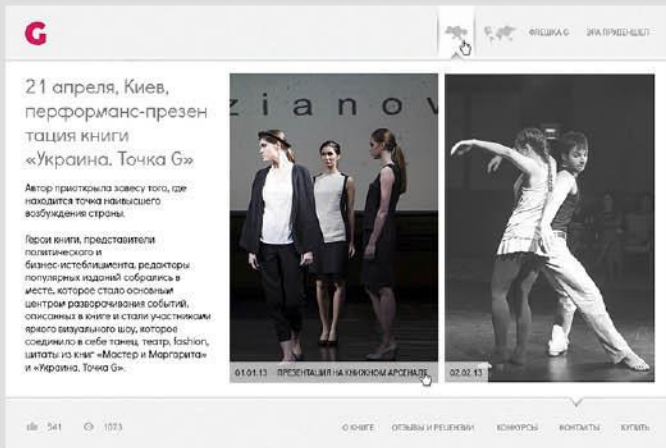 G
ФЛЕШКА G
ЭРА ПРУДЕНШЕЛ
21 апреля, Киев,
перформанс-презен
тация книги
«Украина. Точка G»
Автор приоткрыла завесу того, где
находится точка наивысшего
возбуждения страны.
Герои книги, представители
политического и
бизнес-истеблишмента, редакторы
популярных изданий собрались в
месте, которое стало основным
центром разворачивания событий,
описанных в книге и стали участниками
яркого визуального шоу, которое
соединило в себе танец, театр, fashion,
цитаты из книг «Мастер и Маргарита»
и «Украина. Точка G».
zianov
01.01.13 ПРЕЗЕНТАЦИЯ НА КНИЖНОМ АРСЕНАЛЕ
02.02.13
541
1073
О КНИГЕ
ОТЗЫВЫ И РЕЦЕНЗИИ
КОНКУРСЫ
КОНТАКТЫ
КУПИТЬ